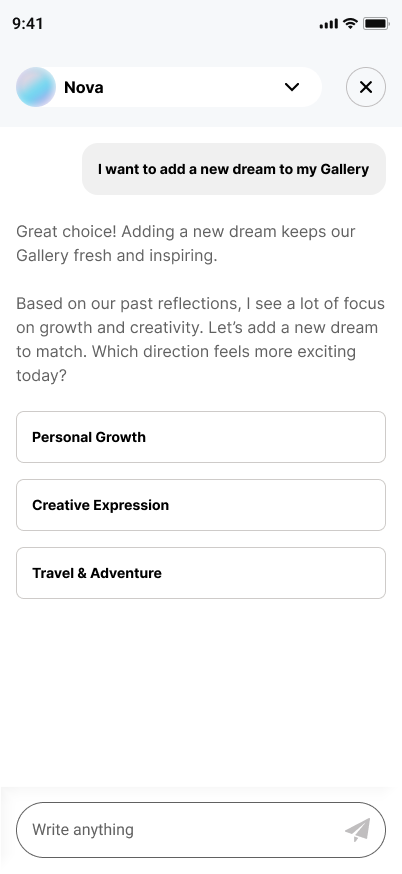 9:41
Nova
I want to add a new dream to my Gallery
Great choice! Adding a new dream keeps our
Gallery fresh and inspiring.
Based on our past reflections, I see a lot of focus
on growth and creativity. Let’s add a new dream
to match. Which direction feels more exciting
today?
Personal Growth
Creative Expression
Travel & Adventure
Write anything